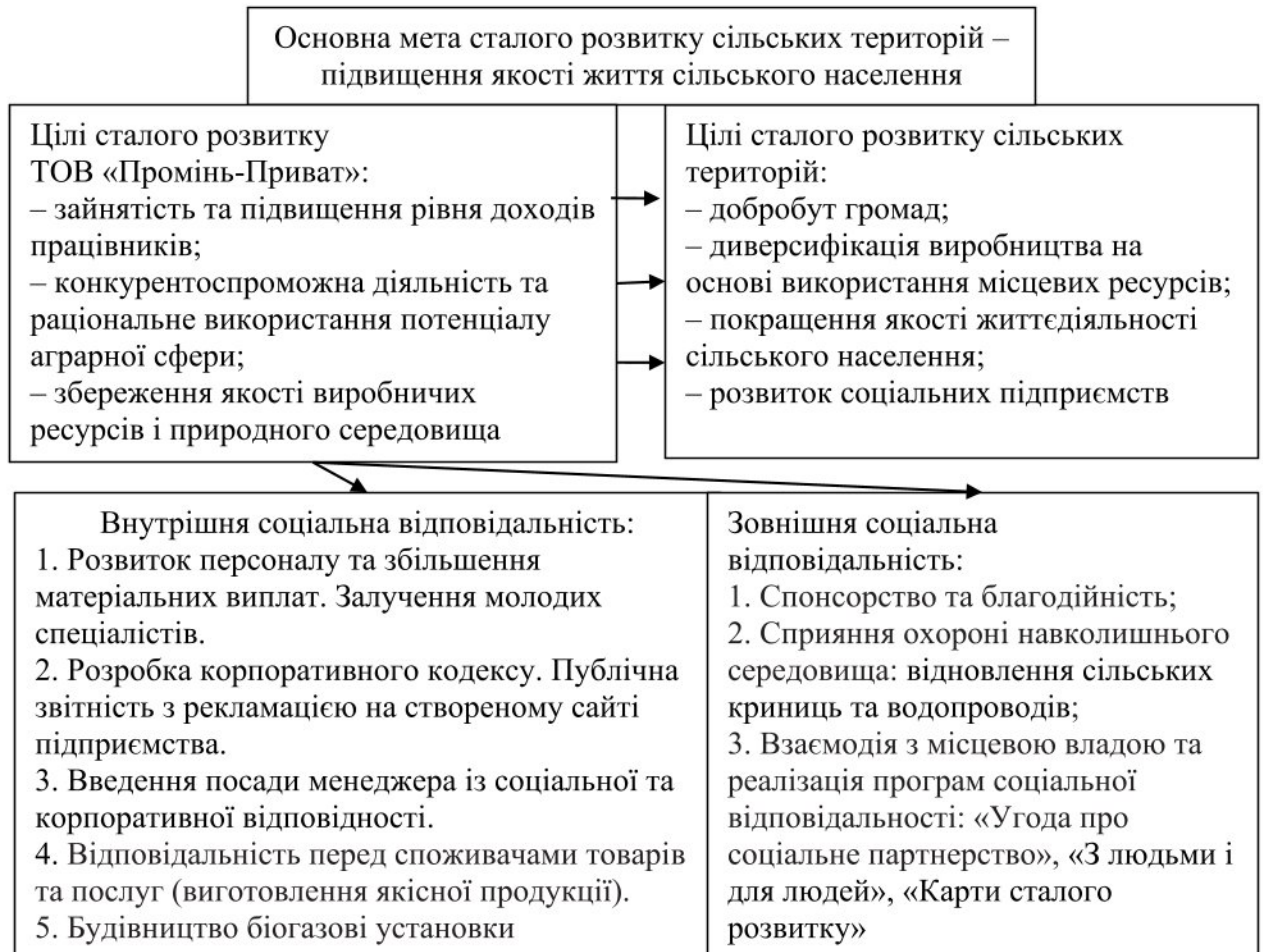 Основна мета сталого розвитку сільських територій –
підвищення якості життя сільського населення
Цілі сталого розвитку
ТОВ «Промінь-Приват»:
– зайнятість та підвищення рівня доходів
працівників;
– конкурентоспроможна діяльність та
раціональне використання потенціалу
аграрної сфери;
– збереження якості виробничих
ресурсів і природного середовища
Цілі сталого розвитку сільських
територій:
– добробут громад;
– диверсифікація виробництва на
основі використання місцевих ресурсів;
– покращення якості життєдіяльності
сільського населення;
– розвиток соціальних підприємств
Внутрішня соціальна відповідальність:
1. Розвиток персоналу та збільшення
матеріальних виплат. Залучення молодих
спеціалістів.
2. Розробка корпоративного кодексу. Публічна
звітність з рекламацією на створеному сайті
підприємства.
3. Введення посади менеджера із соціальної та
корпоративної відповідності.
4. Відповідальність перед споживачами товарів
та послуг (виготовлення якісної продукції).
5. Будівництво біогазові установки
Зовнішня соціальна
відповідальність:
1. Спонсорство та благодійність;
2. Сприяння охороні навколишнього
середовища: відновлення сільських
криниць та водопроводів;
3. Взаємодія з місцевою владою та
реалізація програм соціальної
відповідальності: «Угода про
соціальне партнерство», «З людьми і
для людей», «Карти сталого
розвитку»